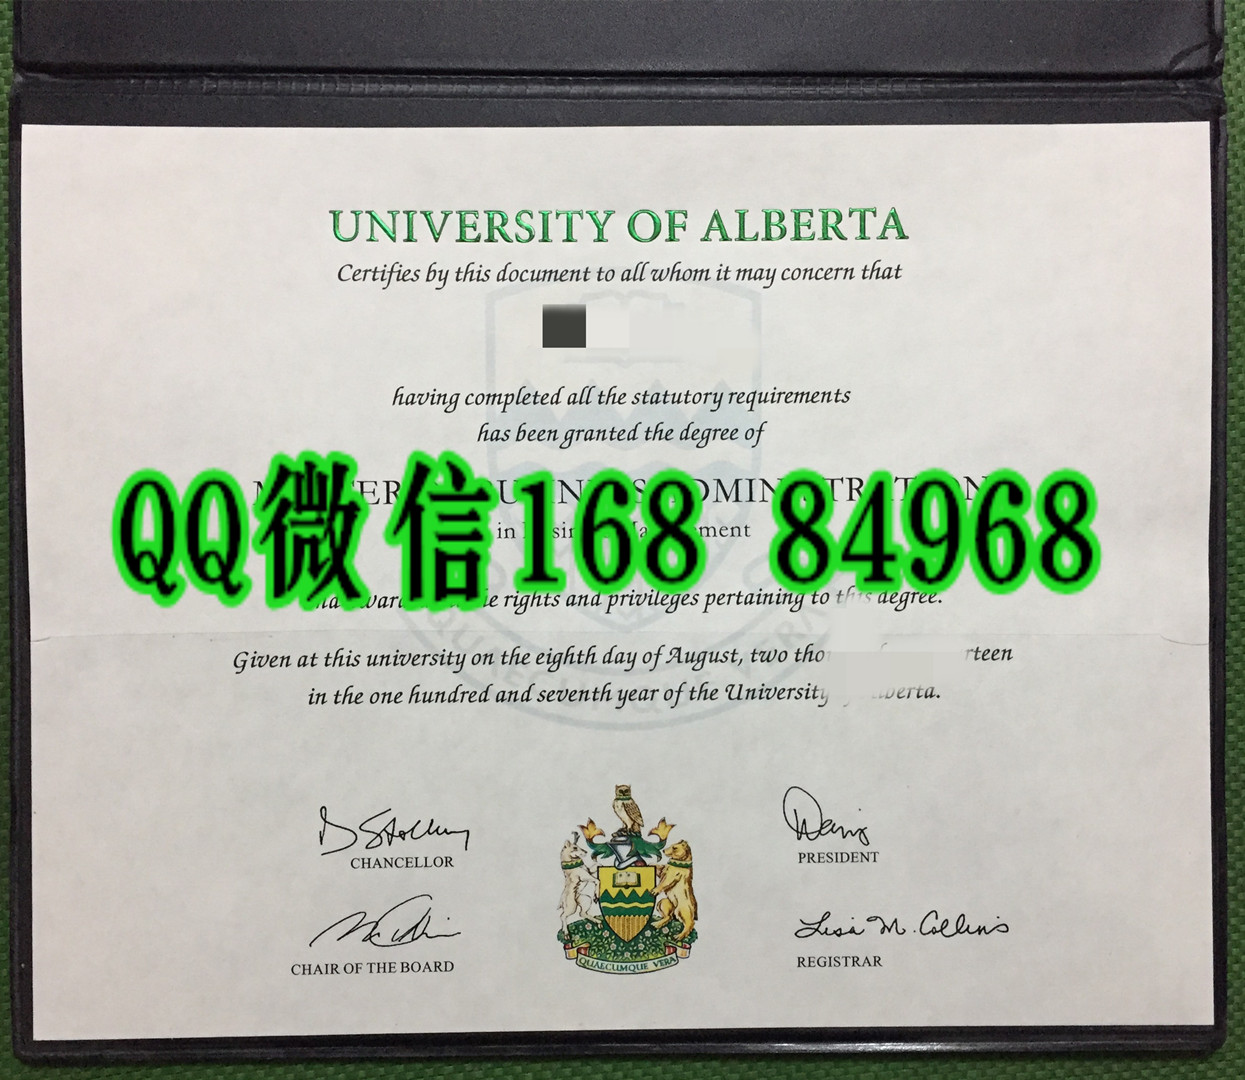 UNIVERSITY OF ALBERTA
Certifies by this document to all whom it may concern that
having completed all the statutory requirements
has been granted the degree of
QQ微信168 84968
in
rights and privileges pertaining to this degree.
Given at this university on the eighth day of August, two
in the one hundred and seventh year of the University
CHANCELLOR
PRESIDENT
CHAIR OF THE BOARD
Lisa M. Collins
REGISTRAR
QUAECUMQUE VERA